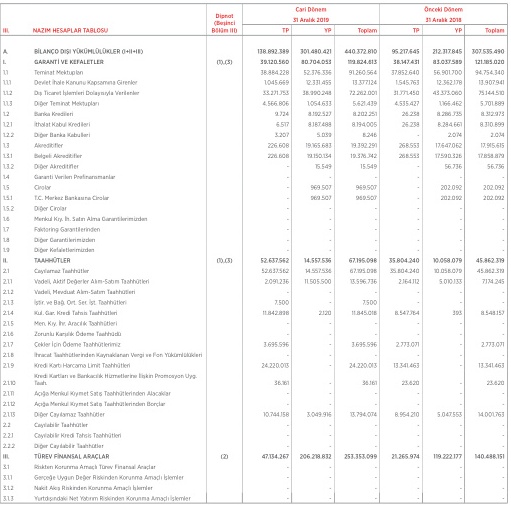 Cari Dönem Önceki Dönem
Dipnot (Beşinci Bölüm III) 31 Aralık 2019 31 Aralık 2018
III. NAZIM HESAPLAR TABLOSU TP YP Toplam TP YP Toplam
A. BİLANÇO DIŞI YÜKÜMLÜLÜKLER (I+II+III) 138.892.389 301.480.421 440.372.810 95.217.645 212.317.845 307.535.490
I. GARANTİ VE KEFALETLER (1),(3) 39.120.560 80.704.053 119.824.613 38.147.431 83.037.589 121.185.020
1.1 Teminat Mektupları 38.884.228 52.376.336 91.260.564 37.852.640 56.901.700 94.754.340
1.1.1 Devlet İhale Kanunu Kapsamına Girenler 1.045.669 12.331.455 13.377.124 1.545.763 12.362.178 13.907.941
1.1.2 Dış Ticaret İşlemleri Dolayısıyla Verilenler 33.271.753 38.990.248 72.262.001 31.771.450 43.373.060 75.144.510
1.1.3 Diğer Teminat Mektupları 4.566.806 1.054.633 5.621.439 4.535.427 1.166.462 5.701.889
1.2 Banka Kredileri 9.724 8.192.527 8.202.251 26.238 8.286.735 8.312.973
1.2.1 İthalat Kabul Kredileri 6.517 8.187.488 8.194.005 26.238 8.284.661 8.310.899
1.2.2 Diğer Banka Kabulleri 3.207 5.039 8.246 - 2.074 2.074
1.3 Akreditifler 226.608 19.165.683 19.392.291 268.553 17.647.062 17.915.615
1.3.1 Belgeli Akreditifler 226.608 19.150.134 19.376.742 268.553 17.590.326 17.858.879
1.3.2 Diğer Akreditifler - 15.549 15.549 - 56.736 56.736
1.4 Garanti Verilen Prefinansmanlar - - - - - -
1.5 Cirolar - 969.507 969.507 - 202.092 202.092
1.5.1 T.C. Merkez Bankasına Cirolar - 969.507 969.507 - 202.092 202.092
1.5.2 Diğer Cirolar - - - - - -
1.6 Menkul Kıy. İh. Satın Alma Garantilerimizden - - - - - -
1.7 Faktoring Garantilerinden - - - - - -
1.8 Diğer Garantilerimizden - - - - - -
1.9 Diğer Kefaletlerimizden - - - - - -
II. TAAHHÜTLER (1),(3) 52.637.562 14.557.536 67.195.098 35.804.240 10.058.079 45.862.319
2.1 Cayılamaz Taahhütler 52.637.562 14.557.536 67.195.098 35.804.240 10.058.079 45.862.319
2.1.1 Vadeli, Aktif Değerler Alım-Satım Taahhütleri 2.091.236 11.505.500 13.596.736 2.164.112 5.010.133 7.174.245
2.1.2 Vadeli, Mevduat Alım-Satım Taahhütleri - - - - - -
2.1.3 İştir. ve Bağ. Ort. Ser. İşt. Taahhütleri 7.500 - 7.500 - - -
2.1.4 Kul. Gar. Kredi Tahsis Taahhütleri 11.842.898 2.120 11.845.018 8.547.764 393 8.548.157
2.1.5 Men. Kıy. İhr. Aracılık Taahhütleri - - - - - -
2.1.6 Zorunlu Karşılık Ödeme Taahhüdü - - - - - -
2.1.7 Çekler İçin Ödeme Taahhütlerimiz 3.695.596 - 3.695.596 2.773.071 - 2.773.071
2.1.8 İhracat Taahhütlerinden Kaynaklanan Vergi ve Fon Yükümlülükleri - - - - - -
2.1.9 Kredi Kartı Harcama Limit Taahhütleri 24.220.013 - 24.220.013 13.341.463 - 13.341.463
Kredi Kartları ve Bankacılık Hizmetlerine İlişkin Promosyon Uyg.
2.1.10 Taah. 36.161 - 36.161 23.620 - 23.620
2.1.11 Açığa Menkul Kıymet Satış Taahhütlerinden Alacaklar - - - - - -
2.1.12 Açığa Menkul Kıymet Satış Taahhütlerinden Borçlar - - - - - -
2.1.13 Diğer Cayılamaz Taahhütler 10.744.158 3.049.916 13.794.074 8.954.210 5.047.553 14.001.763
2.2 Cayılabilir Taahhütler - - - - - -
2.2.1 Cayılabilir Kredi Tahsis Taahhütleri - - - - - -
2.2.2 Diğer Cayılabilir Taahhütler - - - - - -
III. TÜREV FİNANSAL ARAÇLAR (2) 47.134.267 206.218.832 253.353.099 21.265.974 119.222.177 140.488.151
3.1 Riskten Korunma Amaçlı Türev Finansal Araçlar - - - - - -
3.1.1 Gerçeğe Uygun Değer Riskinden Korunma Amaçlı İşlemler - - - - - -
3.1.2 Nakit Akış Riskinden Korunma Amaçlı İşlemler - - - - - -
3.1.3 Yurtdışındaki Net Yatırım Riskinden Korunma Amaçlı İşlemler - - - - - -